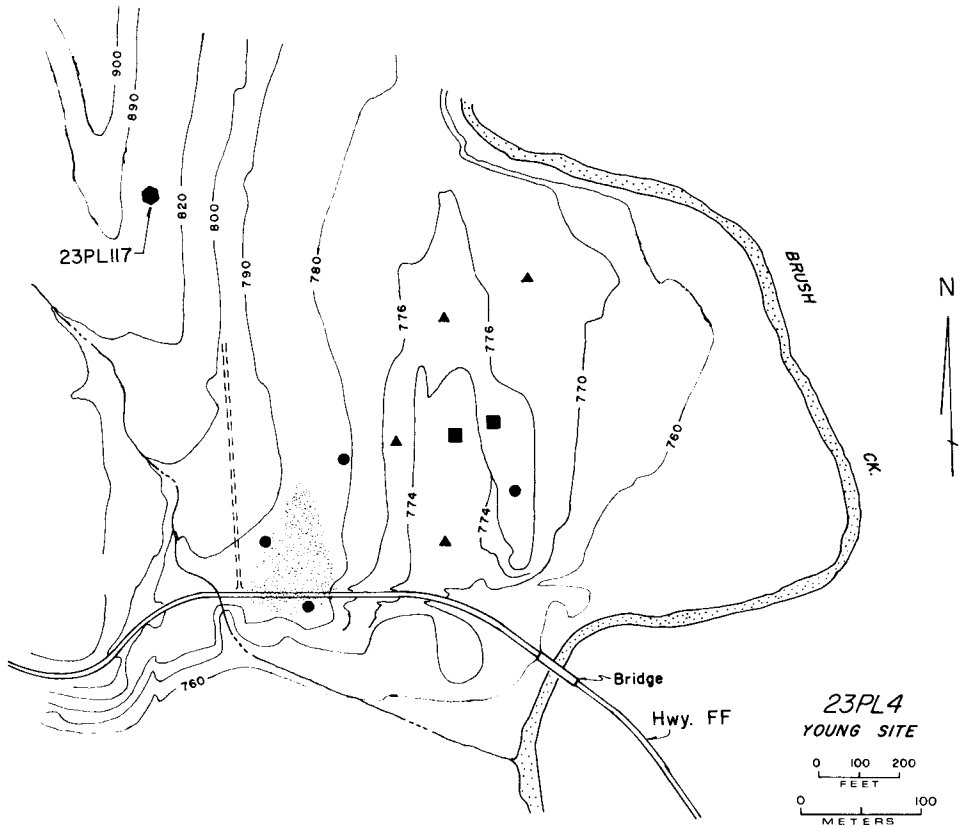 900
890
820
800
790
780
776
776
770
760
774
774
760
23PL117
BRUSH
CK.
N
Bridge
Hwy. FF
23PL4
YOUNG SITE
0 100 200
FEET
0 100
METERS